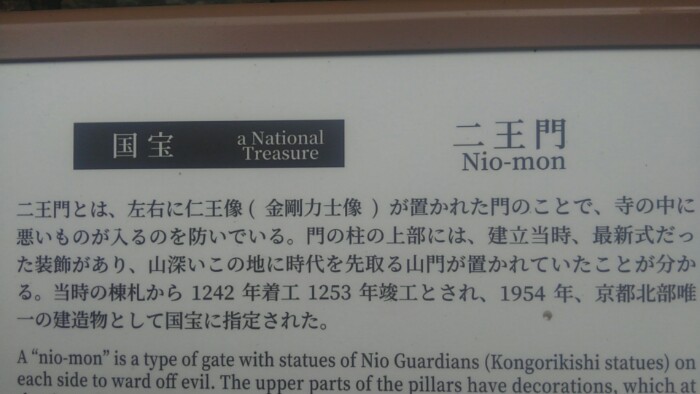 国宝
a National
Treasure
二王門
Nio-mon
二王門とは、左右に仁王像( 金剛力士像 ) が置かれた門のことで、寺の中に
悪いものが入るのを防いでいる。門の柱の上部には、建立当時、最新式だっ
た装飾があり、山深いこの地に時代を先取る山門が置かれていたことが分か
る。当時の棟札から 1242 年着工 1253 年竣工とされ、1954 年、京都北部唯
一の建造物として国宝に指定された。
A “nio-mon” is a type of gate with statues of Nio Guardians (Kongorikishi statues) on
each side to ward off evil. The upper parts of the pillars have decorations, which at